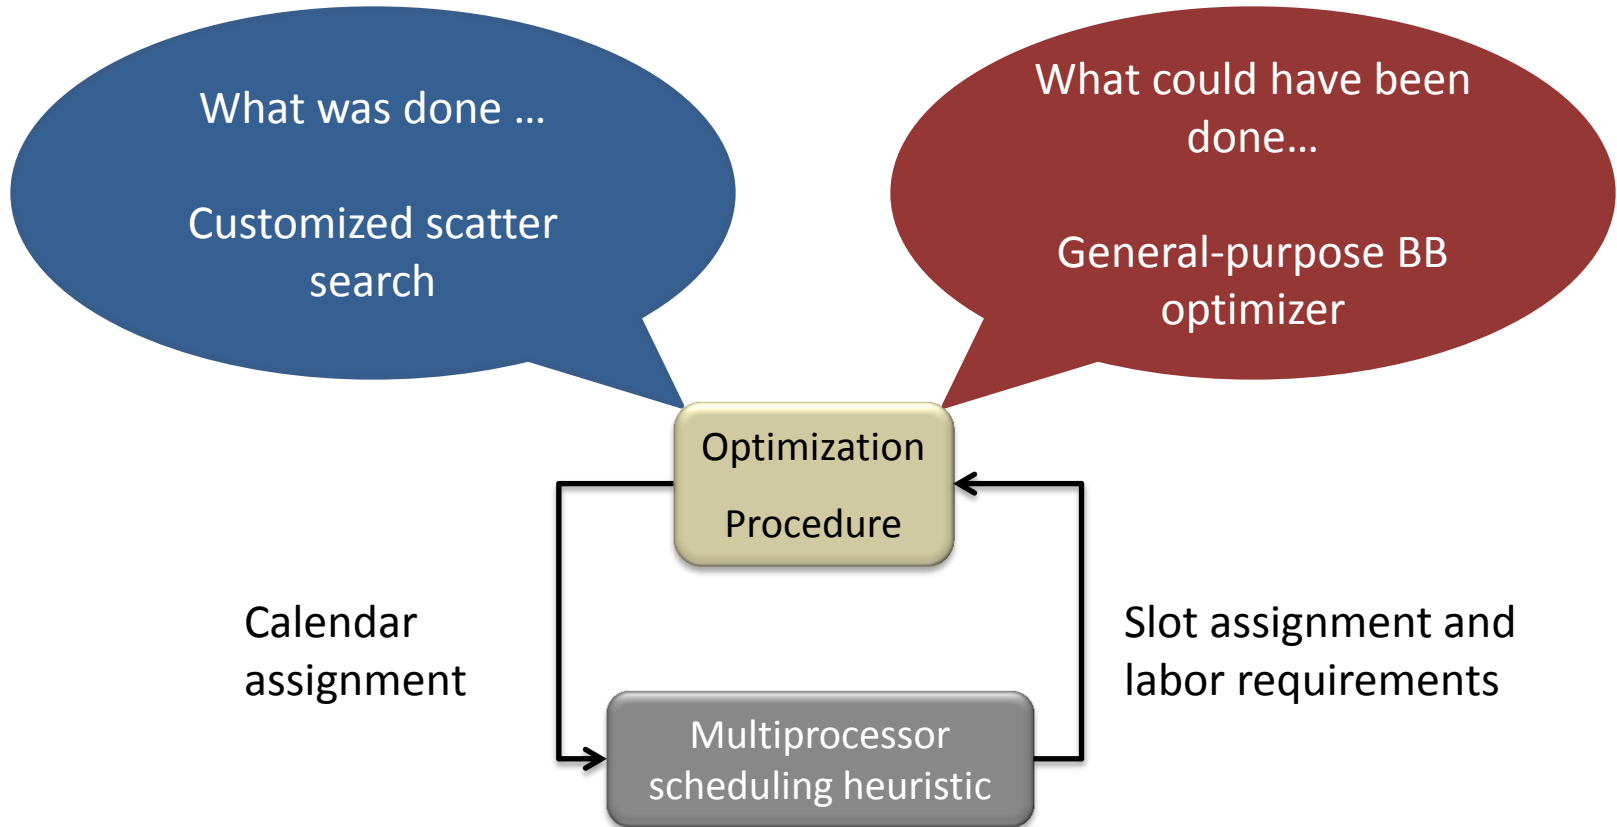 What was done …
Customized scatter
search
What could have been
done…
General-purpose BB
optimizer
Optimization
Procedure
Calendar
assignment
Slot assignment and
labor requirements
Multiprocessor
scheduling heuristic